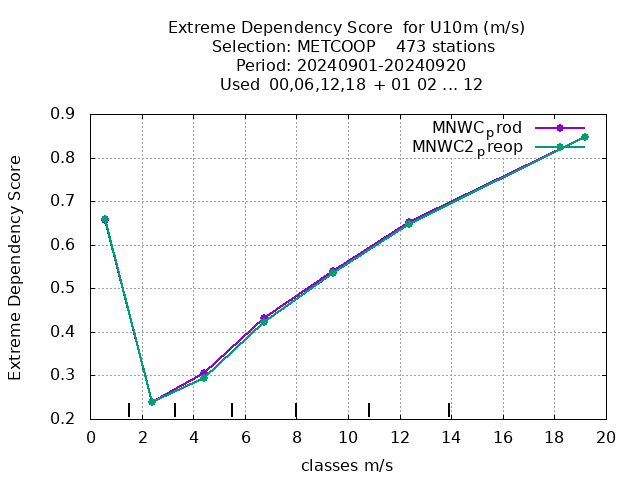 Extreme Dependency Score  for U10m (m/s)
Selection: METCOOP    473 stations
Period: 20240901-20240920
Used  00,06,12,18  + 01 02 ... 12
MNWCprod
MNWC2preop
Extreme Dependency Score
0.9
0.8
0.7
0.6
0.5
0.4
0.3
0.2
0 2 4 6 8 10 12 14 16 18 20
classes m/s